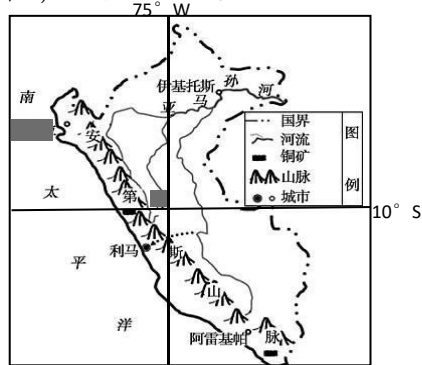 75° W
伊基托斯
亚
马
孙
河
南
太
平
洋
安
第
斯
山
脉
10° S
利马
阿雷基帕
国界
河流
铜矿
山脉
城市
图
例